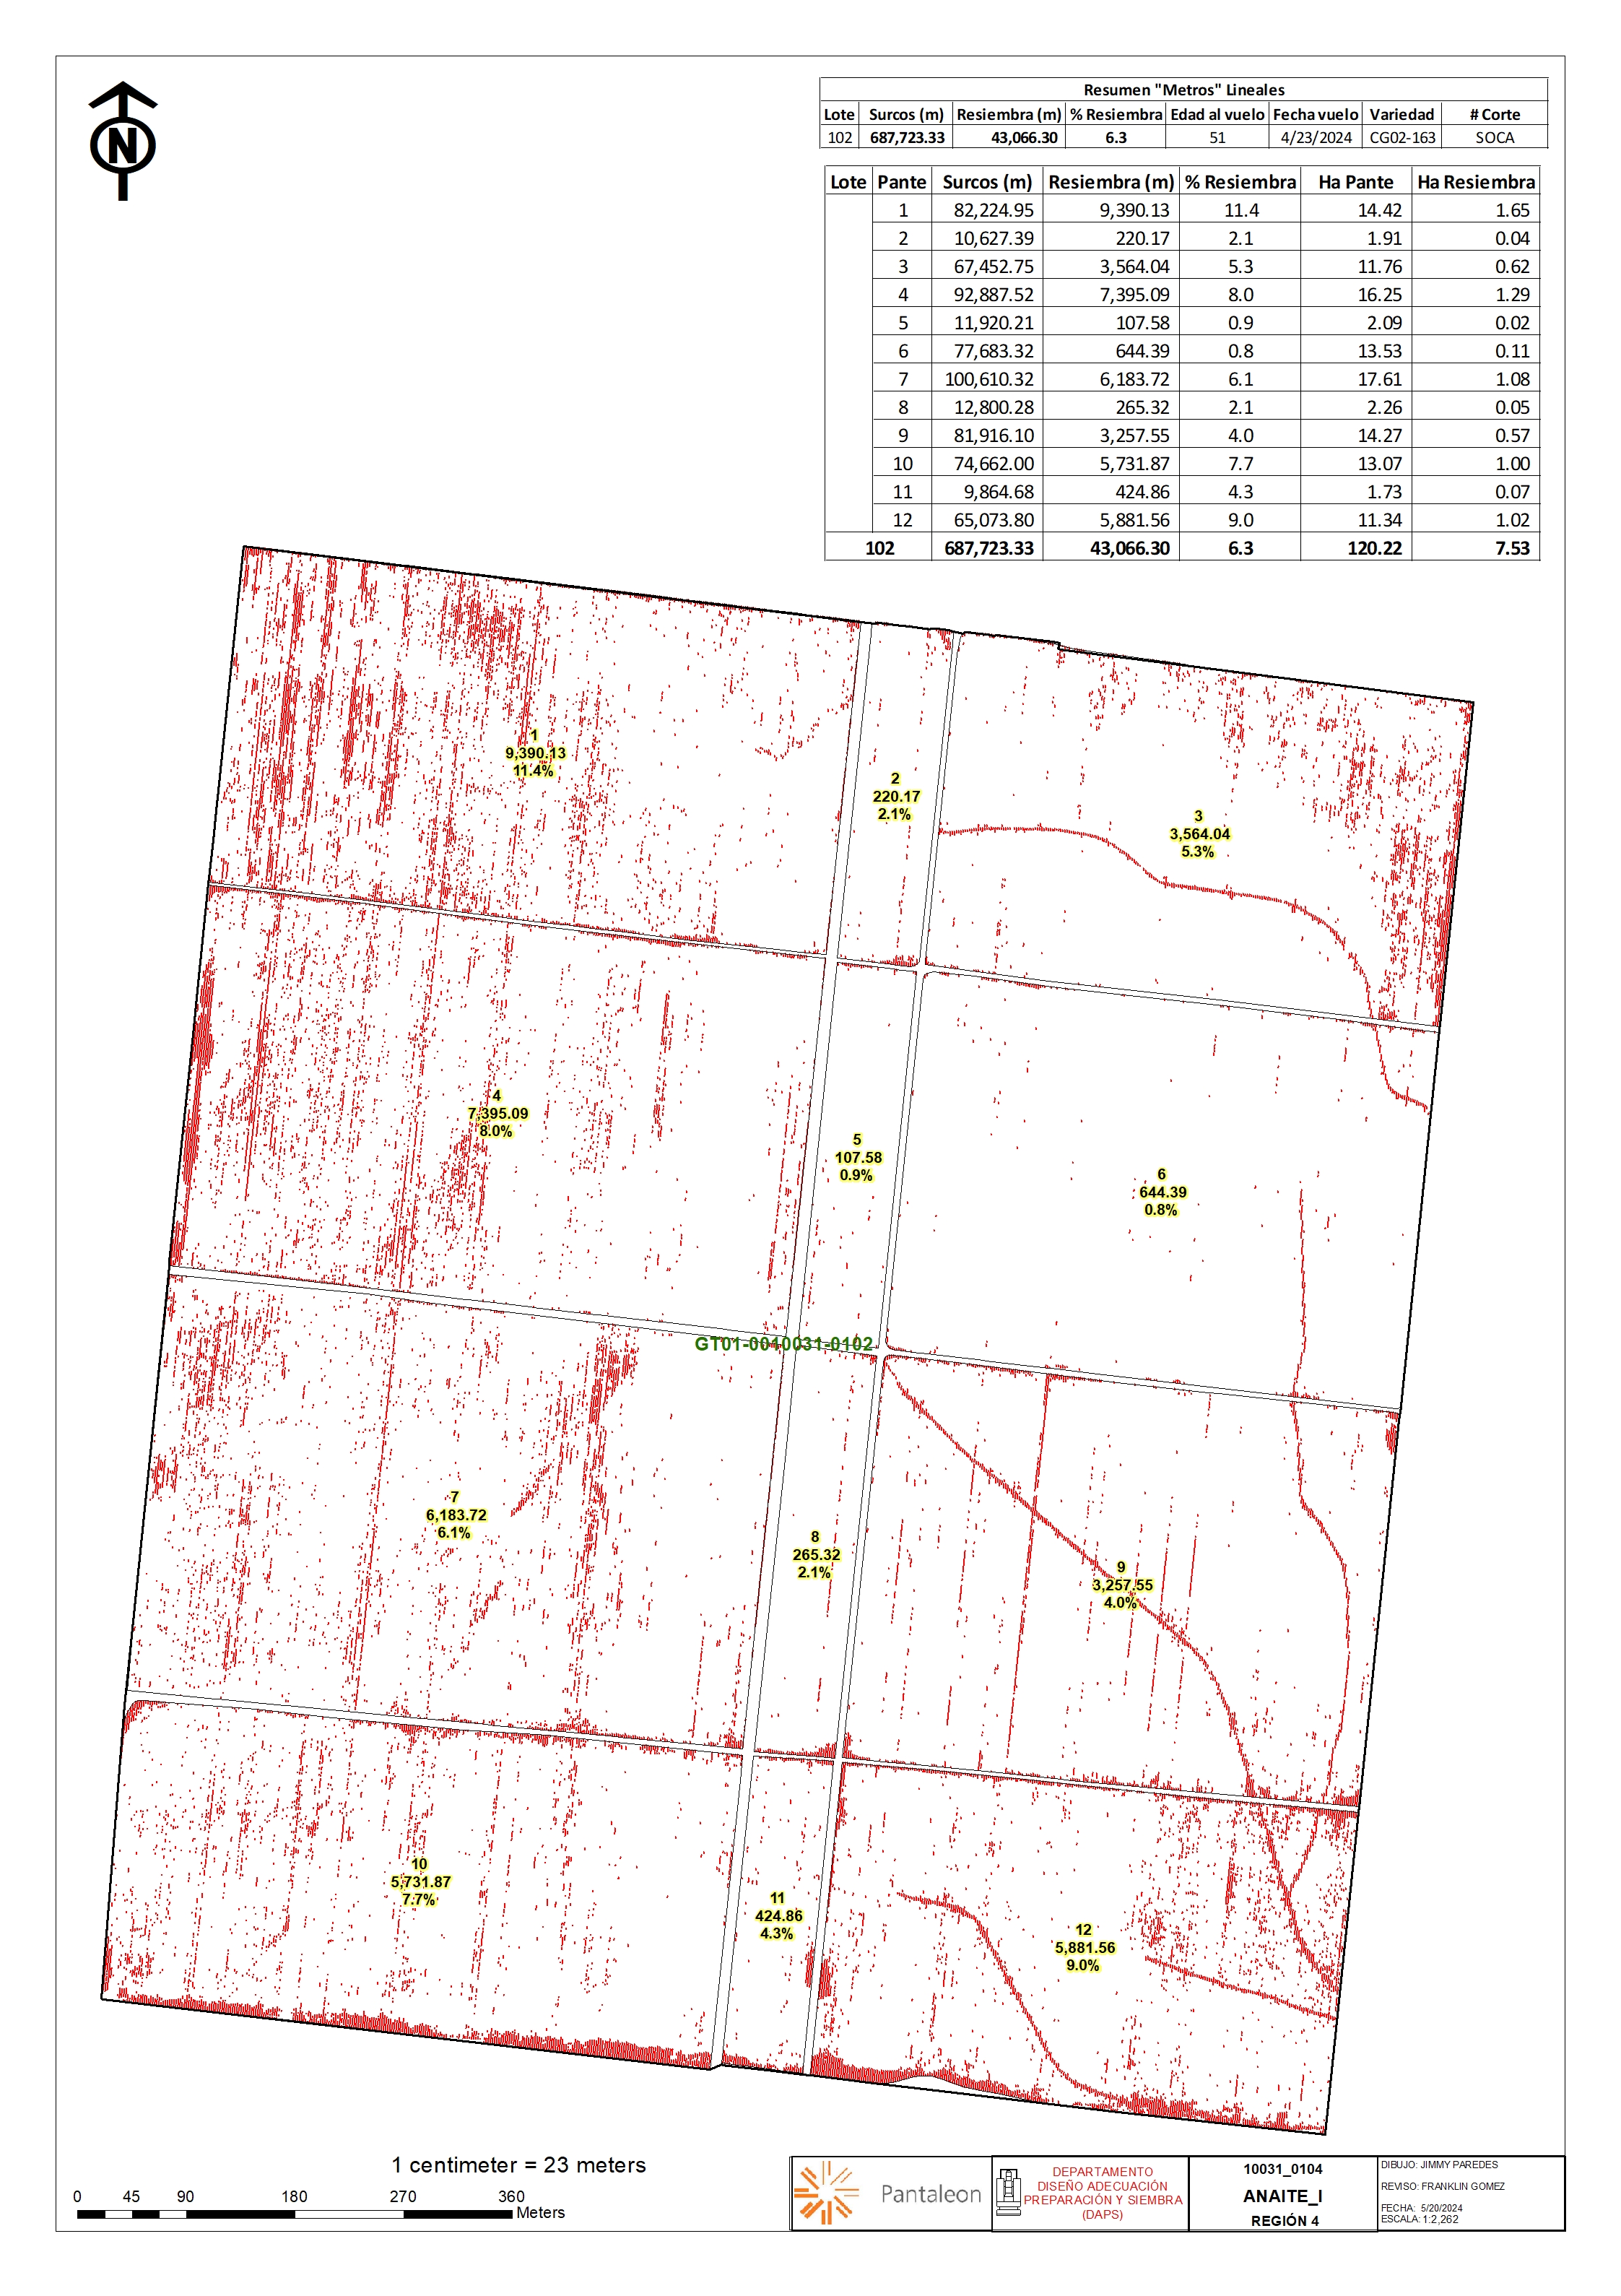 N
Resumen "Metros" Lineales
Lote Surcos (m) Resiembra (m) % Resiembra Edad al vuelo Fecha vuelo Variedad # Corte
102 687,723.33 43,066.30 6.3 51 4/23/2024 CG02-163 SOCA
Lote Pante Surcos (m) Resiembra (m) % Resiembra Ha Pante Ha Resiembra
1 82,224.95 9,390.13 11.4 14.42 1.65
2 10,627.39 220.17 2.1 1.91 0.04
3 67,452.75 3,564.04 5.3 11.76 0.62
4 92,887.52 7,395.09 8.0 16.25 1.29
5 11,920.21 107.58 0.9 2.09 0.02
6 77,683.32 644.39 0.8 13.53 0.11
7 100,610.32 6,183.72 6.1 17.61 1.08
8 12,800.28 265.32 2.1 2.26 0.05
9 81,916.10 3,257.55 4.0 14.27 0.57
10 74,662.00 5,731.87 7.7 13.07 1.00
11 9,864.68 424.86 4.3 1.73 0.07
12 65,073.80 5,881.56 9.0 11.34 1.02
102 687,723.33 43,066.30 6.3 120.22 7.53
1
9,390.13
11.4%
2
220.17
2.1%
3
3,564.04
5.3%
4
7,395.09
8.0%
5
107.58
0.9%
6
644.39
0.8%
GT01-0010031-0102
7
6,183.72
6.1%
8
265.32
2.1%
9
3,257.55
4.0%
10
5,731.87
7.7%
11
424.86
4.3%
12
5,881.56
9.0%
1 centimeter = 23 meters
0 45 90 180 270 360
Meters
Pantaleon
DEPARTAMENTO
DISEÑO ADECUACIÓN
PREPARACIÓN Y SIEMBRA
(DAPS)
10031_0104
ANAITE_I
REGIÓN 4
DIBUJO: JIMMY PAREDES
REVISO: FRANKLIN GOMEZ
FECHA: 5/20/2024
ESCALA: 1:2,262